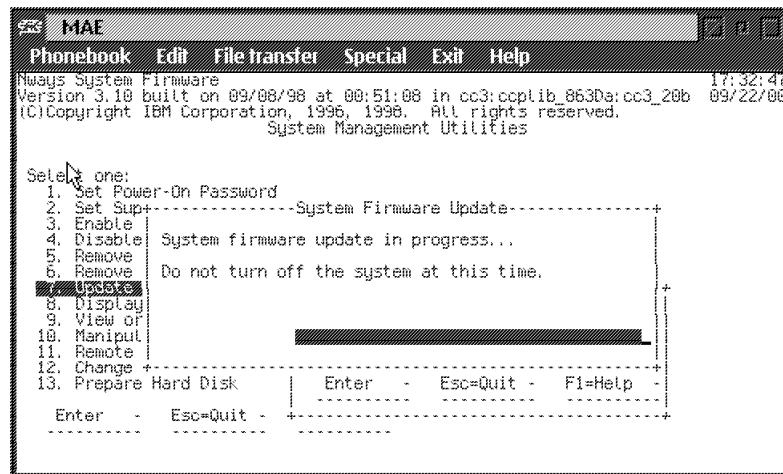 MAE
Phonebook Edit File transfer Special Exit Help
Nways System Firmware 17:32:47
Version 3.10 built on 09/08/98 at 00:51:08 in cc3:ccplib_863Da:cc3_20b 09/22/00
(C)Copyright IBM Corporation, 1996, 1998. All rights reserved.
System Management Utilities
Select one:
1. Set Power-On Password
2. Set Sup
System Firmware Update
3. Enable
4. Disable
System firmware update in progress...
5. Remove
6. Remove
Do not turn off the system at this time.
7. Update
8. Display
9. View or
10. Manipul
11. Remote
12. Change
13. Prepare Hard Disk
Enter - Esc=Quit - F1=Help -
Enter - Esc=Quit -